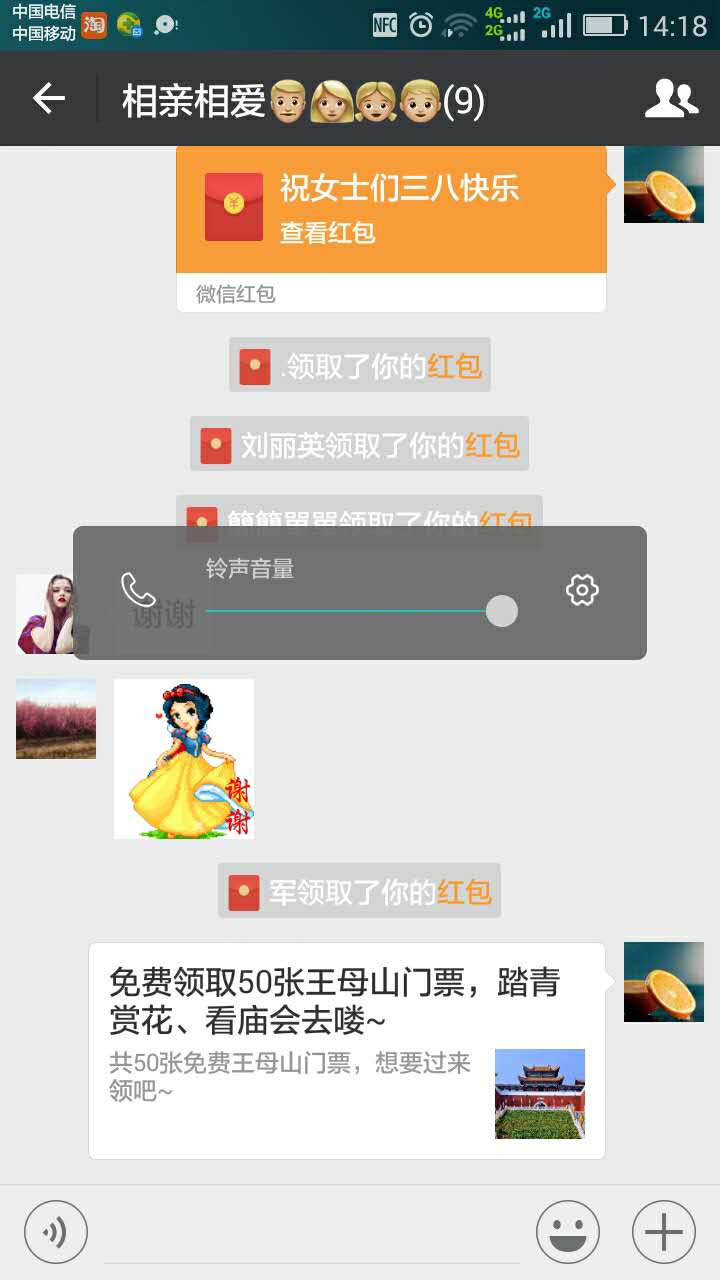 中国电信
中国移动
淘
NFC
4G
2G
2G
14:18
相亲相爱👴🏼👩🏼👧🏼👦🏼(9)
祝女士们三八快乐
查看红包
微信红包
.领取了你的红包
刘丽英领取了你的红包
簡簡單單领取了你的红包
铃声音量
谢谢
谢
谢
军领取了你的红包
免费领取50张王母山门票，踏青
赏花、看庙会去喽~
共50张免费王母山门票，想要过来
领吧~